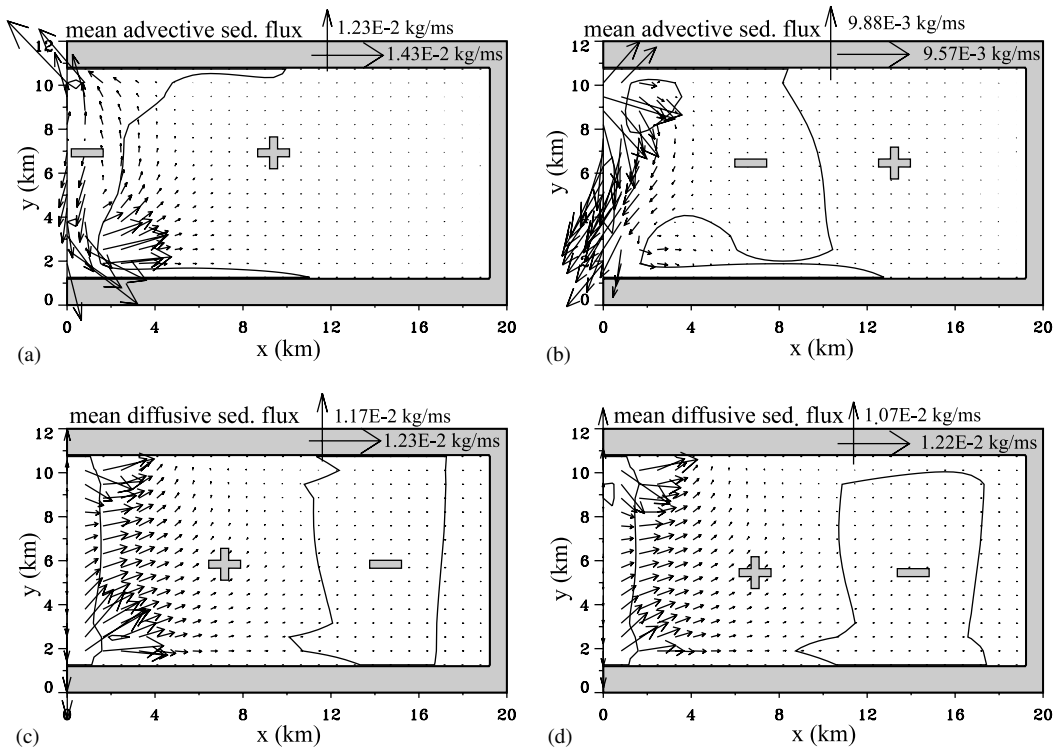 mean advective sed. flux
1.23E-2 kg/ms
1.43E-2 kg/ms
12
10
8
6
4
2
0
y (km)
0 4 8 12 16 20
x (km)
(a)
mean advective sed. flux
9.88E-3 kg/ms
9.57E-3 kg/ms
12
10
8
6
4
2
0
y (km)
0 4 8 12 16 20
x (km)
(b)
mean diffusive sed. flux
1.17E-2 kg/ms
1.23E-2 kg/ms
12
10
8
6
4
2
0
y (km)
0 4 8 12 16 20
x (km)
(c)
mean diffusive sed. flux
1.07E-2 kg/ms
1.22E-2 kg/ms
12
10
8
6
4
2
0
y (km)
0 4 8 12 16 20
x (km)
(d)